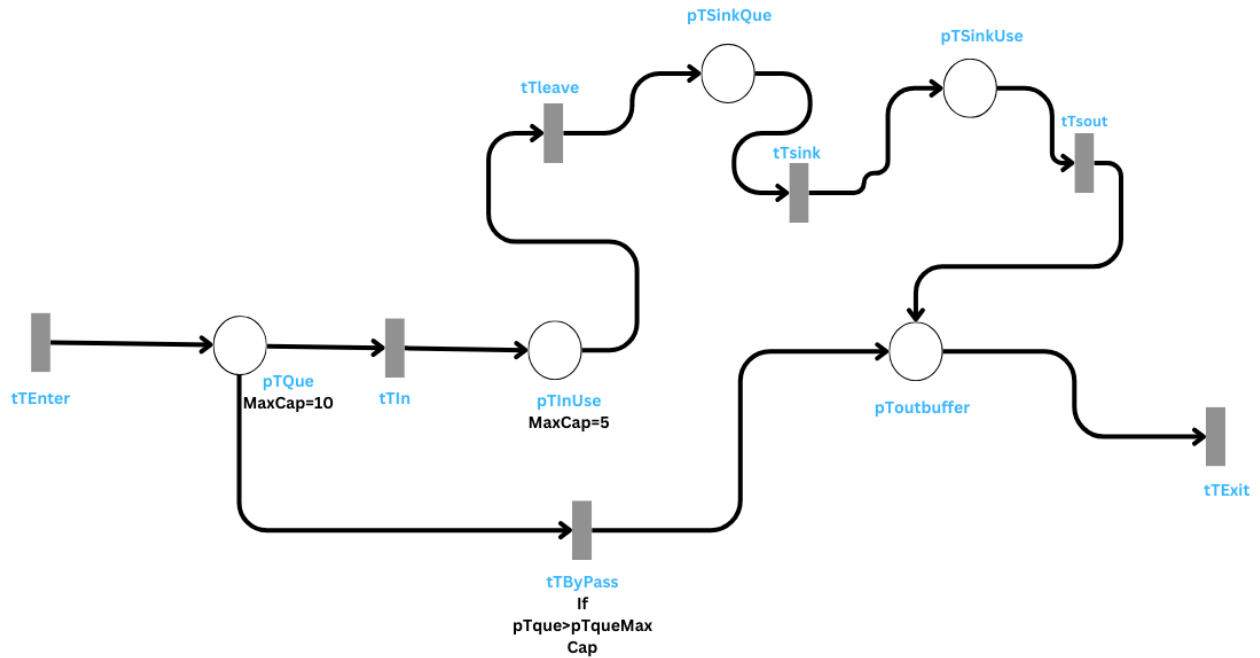 pTSinkQue
pTSinkUse
tTleave
tTsout
tTsink
tTEnter
pTQue
MaxCap=10
tTIn
pTInUse
MaxCap=5
pToutbuffer
tTExit
tTByPass
If
pTque>pTqueMax
Cap